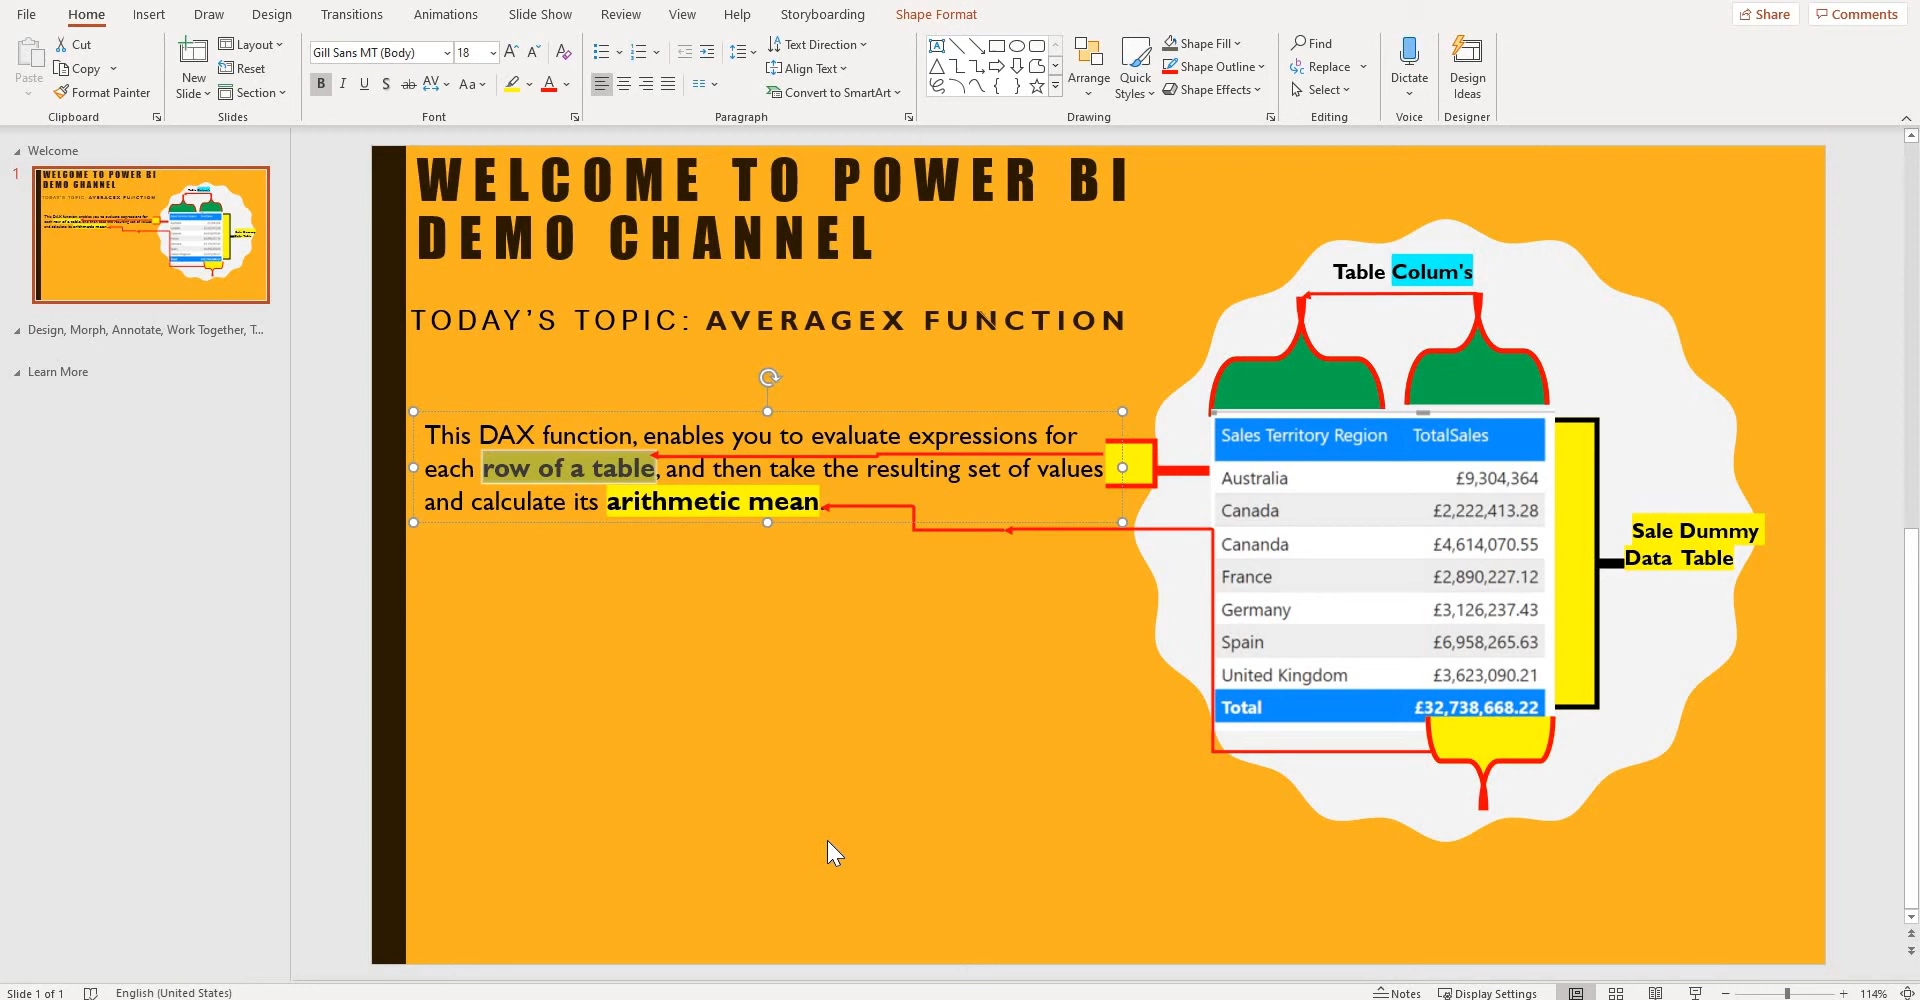 File Home Insert Draw Design Transitions Animations Slide Show Review View Help Storyboarding Shape Format Share Comments
Paste Cut Copy Format Painter Clipboard
New Slide Layout Reset Section Slides
Gill Sans MT (Body) 18
B I U S ab AV Aa A Font
Text Direction Align Text Convert to SmartArt Paragraph
Arrange Quick Styles Shape Fill Shape Outline Shape Effects Drawing
Find Replace Select Editing
Dictate Voice
Design Ideas Designer
Welcome
1
Design, Morph, Annotate, Work Together, T...
Learn More
WELCOME TO POWER BI
DEMO CHANNEL
TODAY'S TOPIC: AVERAGEX FUNCTION
This DAX function, enables you to evaluate expressions for
each row of a table, and then take the resulting set of values
and calculate its arithmetic mean.
Table Colum's
Sales Territory Region TotalSales
Australia £9,304,364
Canada £2,222,413.28
Cananda £4,614,070.55
France £2,890,227.12
Germany £3,126,237.43
Spain £6,958,265.63
United Kingdom £3,623,090.21
Total £32,738,668.22
Sale Dummy
Data Table
Slide 1 of 1 English (United States) Notes Display Settings 114%